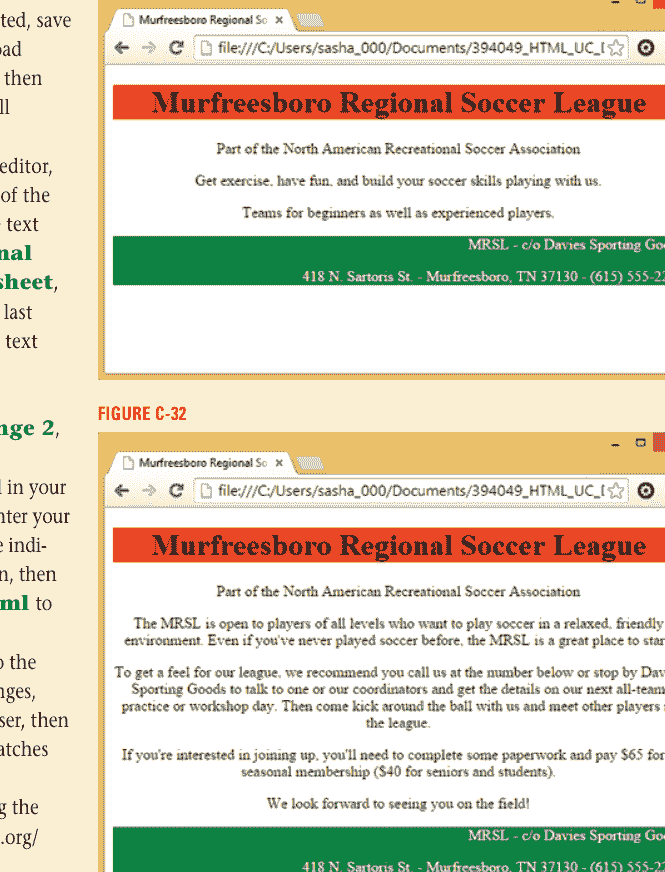 ted, save
oad
then
ll
editor,
of the
text
nal
sheet,
last
text
nge 2,
l in your
nter your
e indi-
n, then
ml to
o the
nges,
ser, then
atches
g the
.org/
Murfreesboro Regional So ×
file:///C:/Users/sasha_000/Documents/394049_HTML_UC_
Murfreesboro Regional Soccer League
Part of the North American Recreational Soccer Association
Get exercise, have fun, and build your soccer skills playing with us.
Teams for beginners as well as experienced players.
MRSL - c/o Davies Sporting Goo
418 N. Sartoris St. - Murfreesboro, TN 37130 - (615) 555-22
FIGURE C-32
Murfreesboro Regional So ×
file:///C:/Users/sasha_000/Documents/394049_HTML_UC_
Murfreesboro Regional Soccer League
Part of the North American Recreational Soccer Association
The MRSL is open to players of all levels who want to play soccer in a relaxed, friendly
environment. Even if you've never played soccer before, the MRSL is a great place to star
To get a feel for our league, we recommend you call us at the number below or stop by Dav
Sporting Goods to talk to one or our coordinators and get the details on our next all-team
practice or workshop day. Then come kick around the ball with us and meet other players
the league.
If you're interested in joining up, you'll need to complete some paperwork and pay $65 for
seasonal membership ($40 for seniors and students).
We look forward to seeing you on the field!
MRSL - c/o Davies Sporting Goo
418 N. Sartoris St. - Murfreesboro, TN 37130 - (615) 555-22